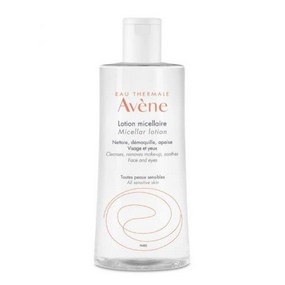 EAU THERMALE
Avène
Lotion micellaire
Micellar lotion
Nettoie, démaquille, apaise
Visage et yeux
Cleanses, removes makeup, soothes
Face and eyes
Toutes peaux sensibles
All sensitive skin
PARIS